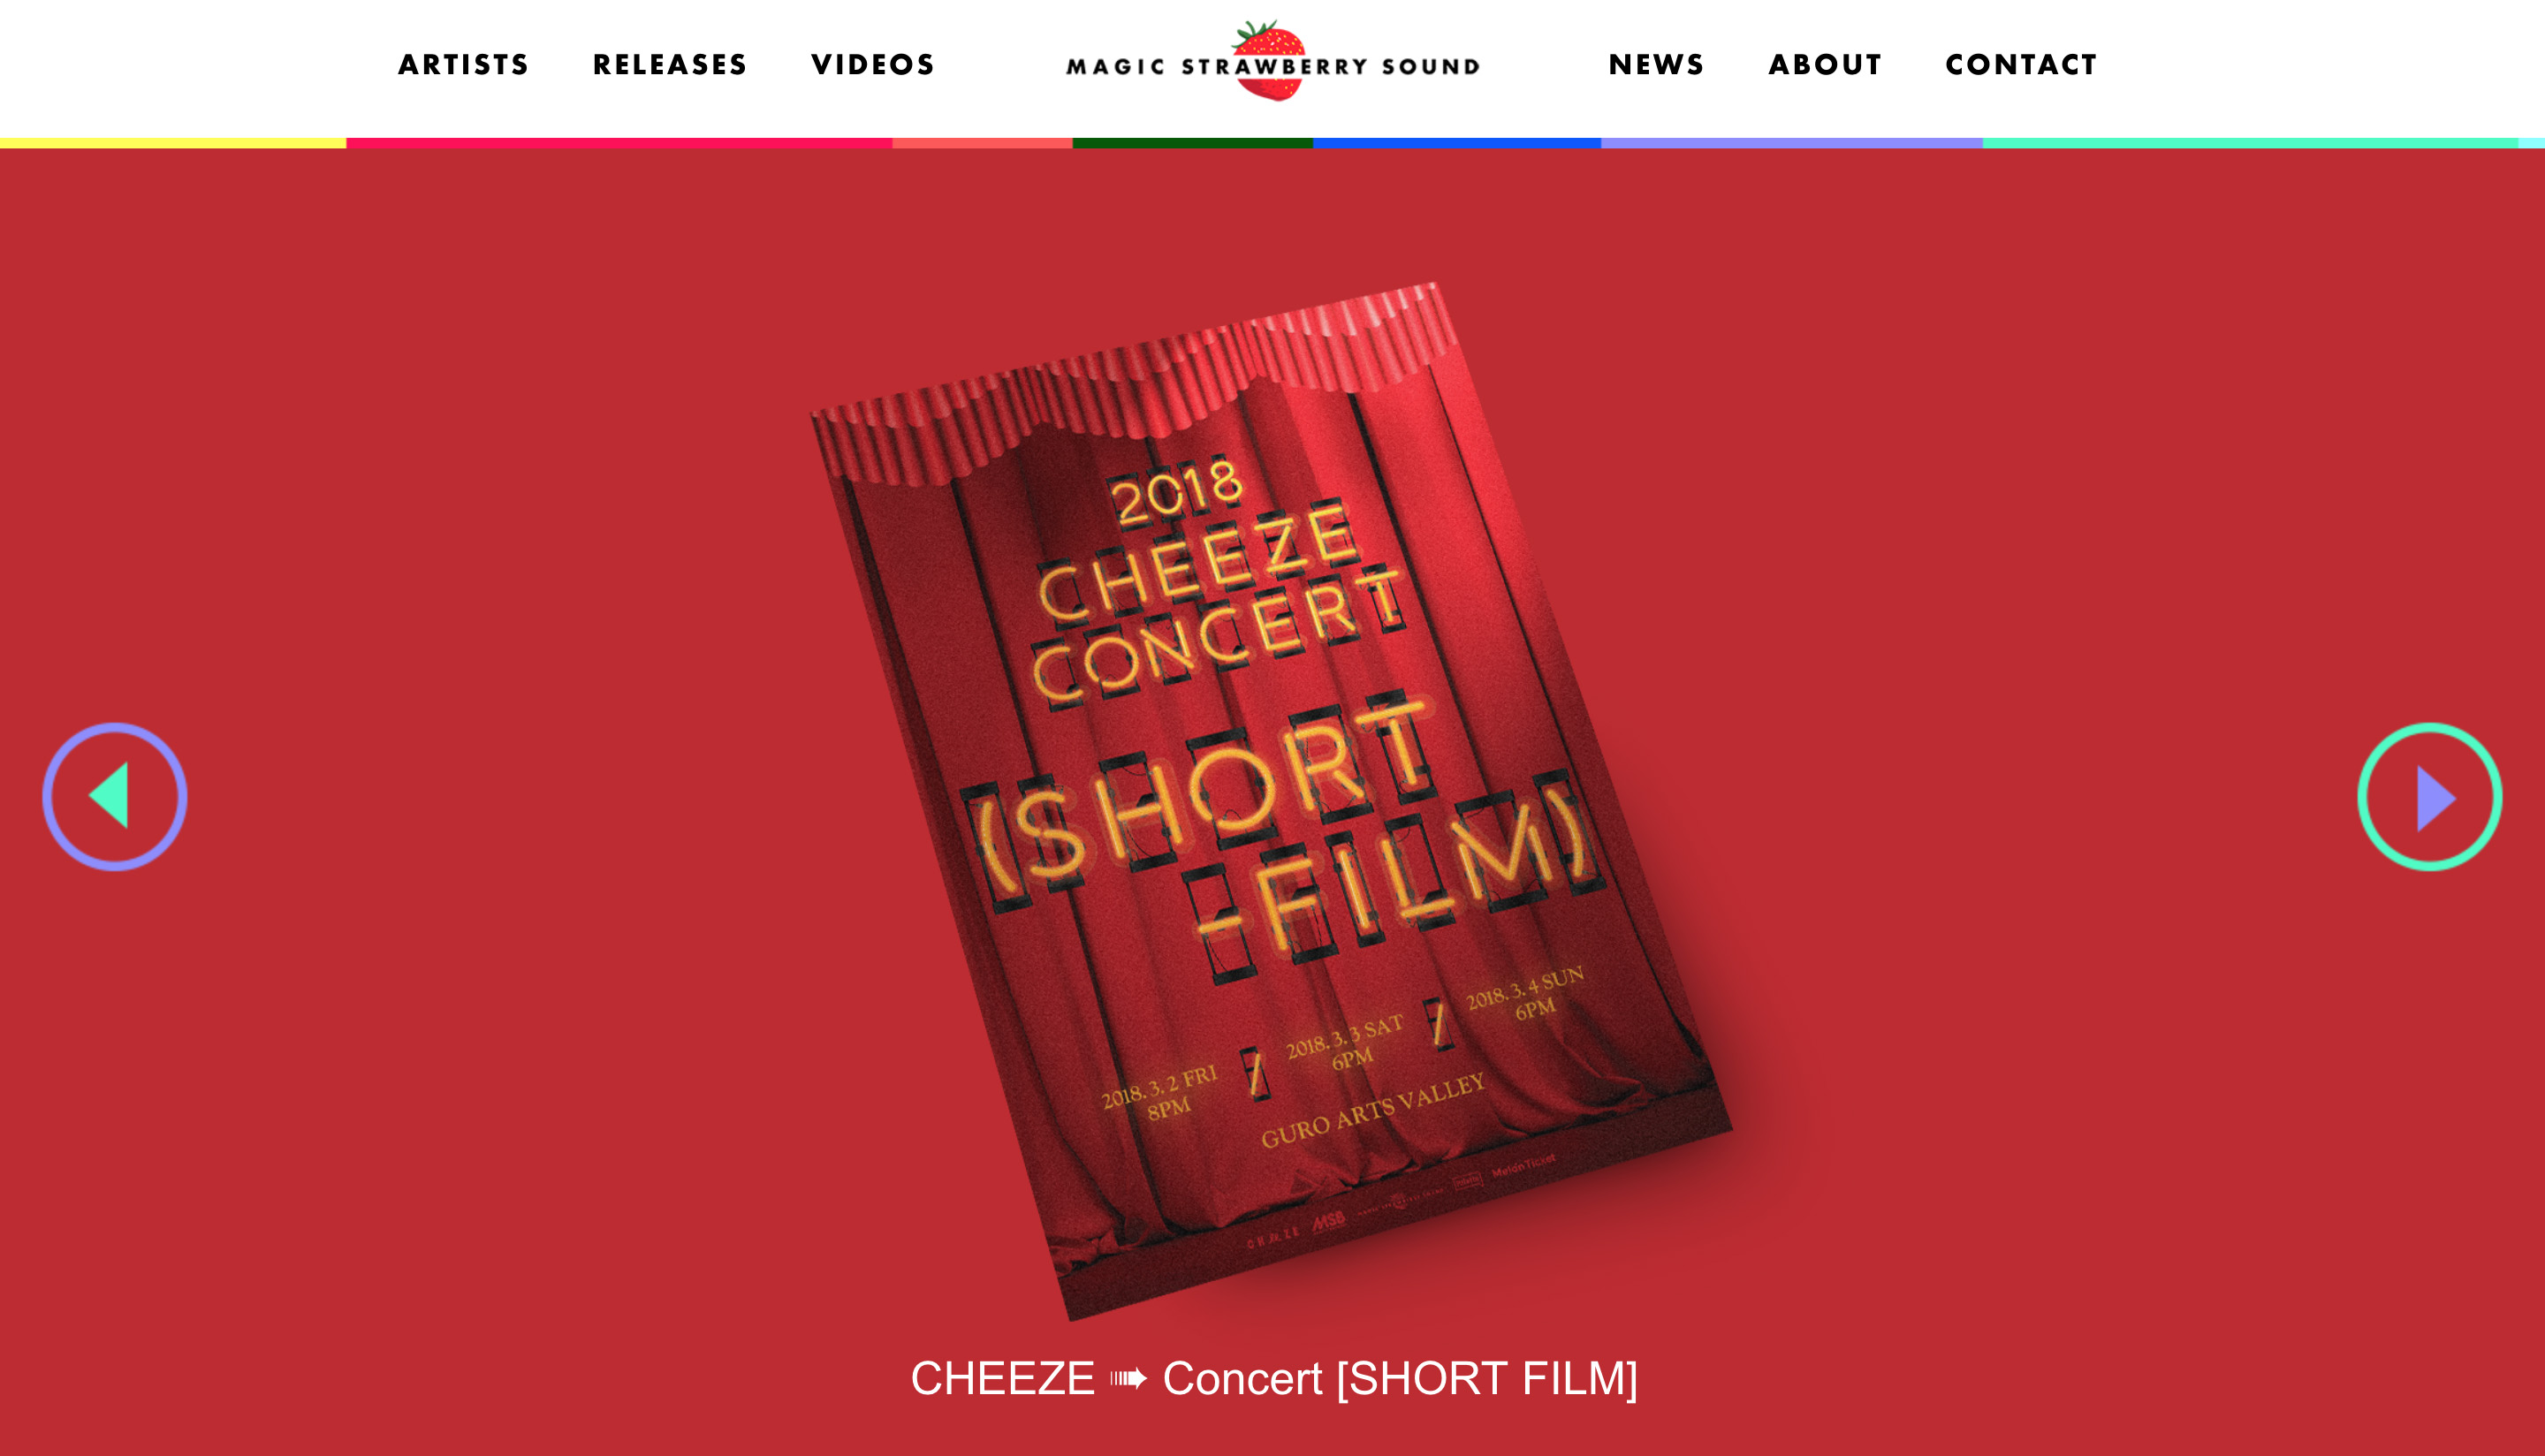 ARTISTS RELEASES VIDEOS MAGIC STRAWBERRY SOUND NEWS ABOUT CONTACT
2018
CHEEZE
CONCERT
(SHORT
-FILM)
2018. 3. 2 FRI / 2018. 3. 3 SAT / 2018. 3. 4 SUN
8PM 6PM 6PM
GURO ARTS VALLEY
MSB MelonTicket
CHEEZE ➠ Concert [SHORT FILM]